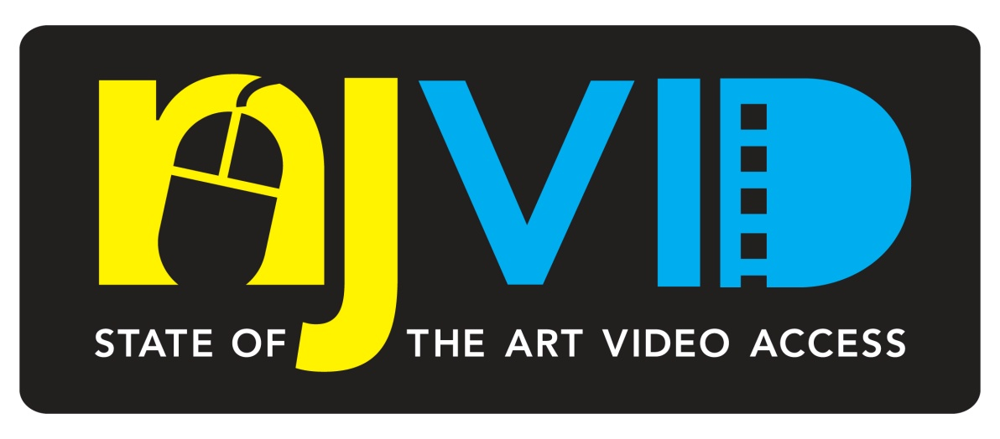 njVID
STATE OF THE ART VIDEO ACCESS